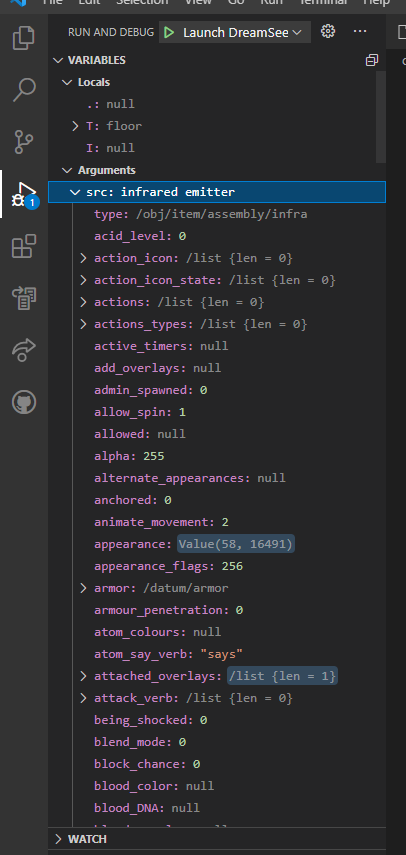 File Edit Selection View Go Run Terminal Help
RUN AND DEBUG Launch DreamSee
VARIABLES
Locals
.: null
T: floor
I: null
Arguments
src: infrared emitter
type: /obj/item/assembly/infra
acid_level: 0
action_icon: /list {len = 0}
action_icon_state: /list {len = 0}
actions: /list {len = 0}
actions_types: /list {len = 0}
active_timers: null
add_overlays: null
admin_spawned: 0
allow_spin: 1
allowed: null
alpha: 255
alternate_appearances: null
anchored: 0
animate_movement: 2
appearance: Value(58, 16491)
appearance_flags: 256
armor: /datum/armor
armour_penetration: 0
atom_colours: null
atom_say_verb: "says"
attached_overlays: /list {len = 1}
attack_verb: /list {len = 0}
being_shocked: 0
blend_mode: 0
block_chance: 0
blood_color: null
blood_DNA: null
WATCH
1